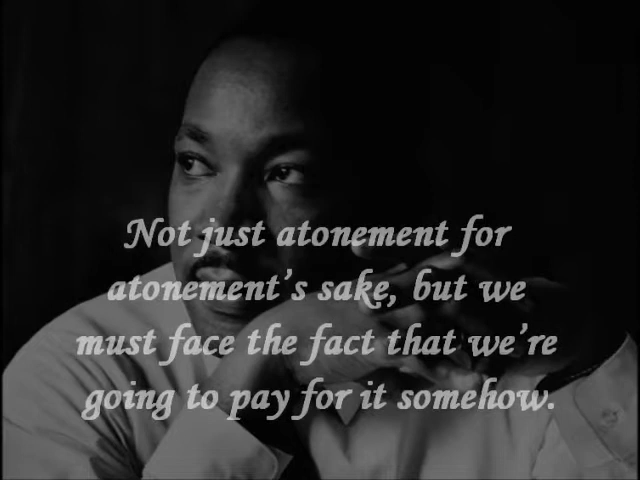 Not just atonement for
atonement's sake, but we
must face the fact that we're
going to pay for it somehow.